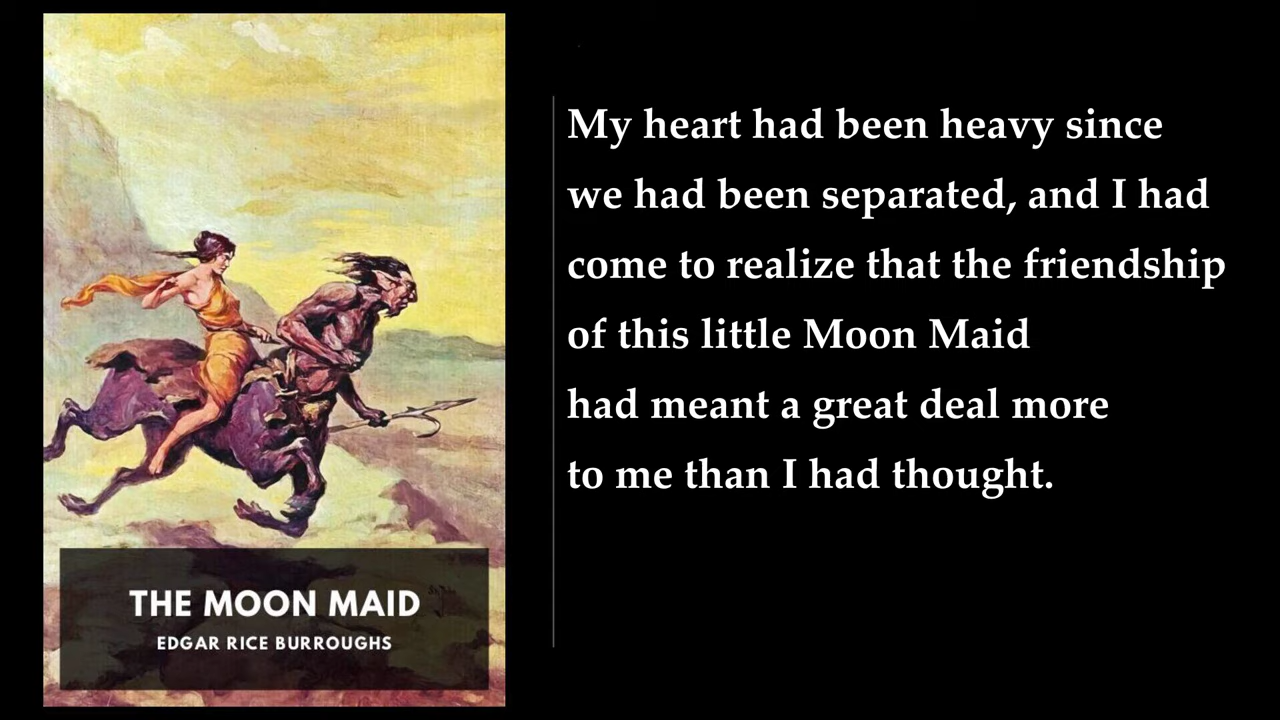 My heart had been heavy since
we had been separated, and I had
come to realize that the friendship
of this little Moon Maid
had meant a great deal more
to me than I had thought.
THE MOON MAID
EDGAR RICE BURROUGHS